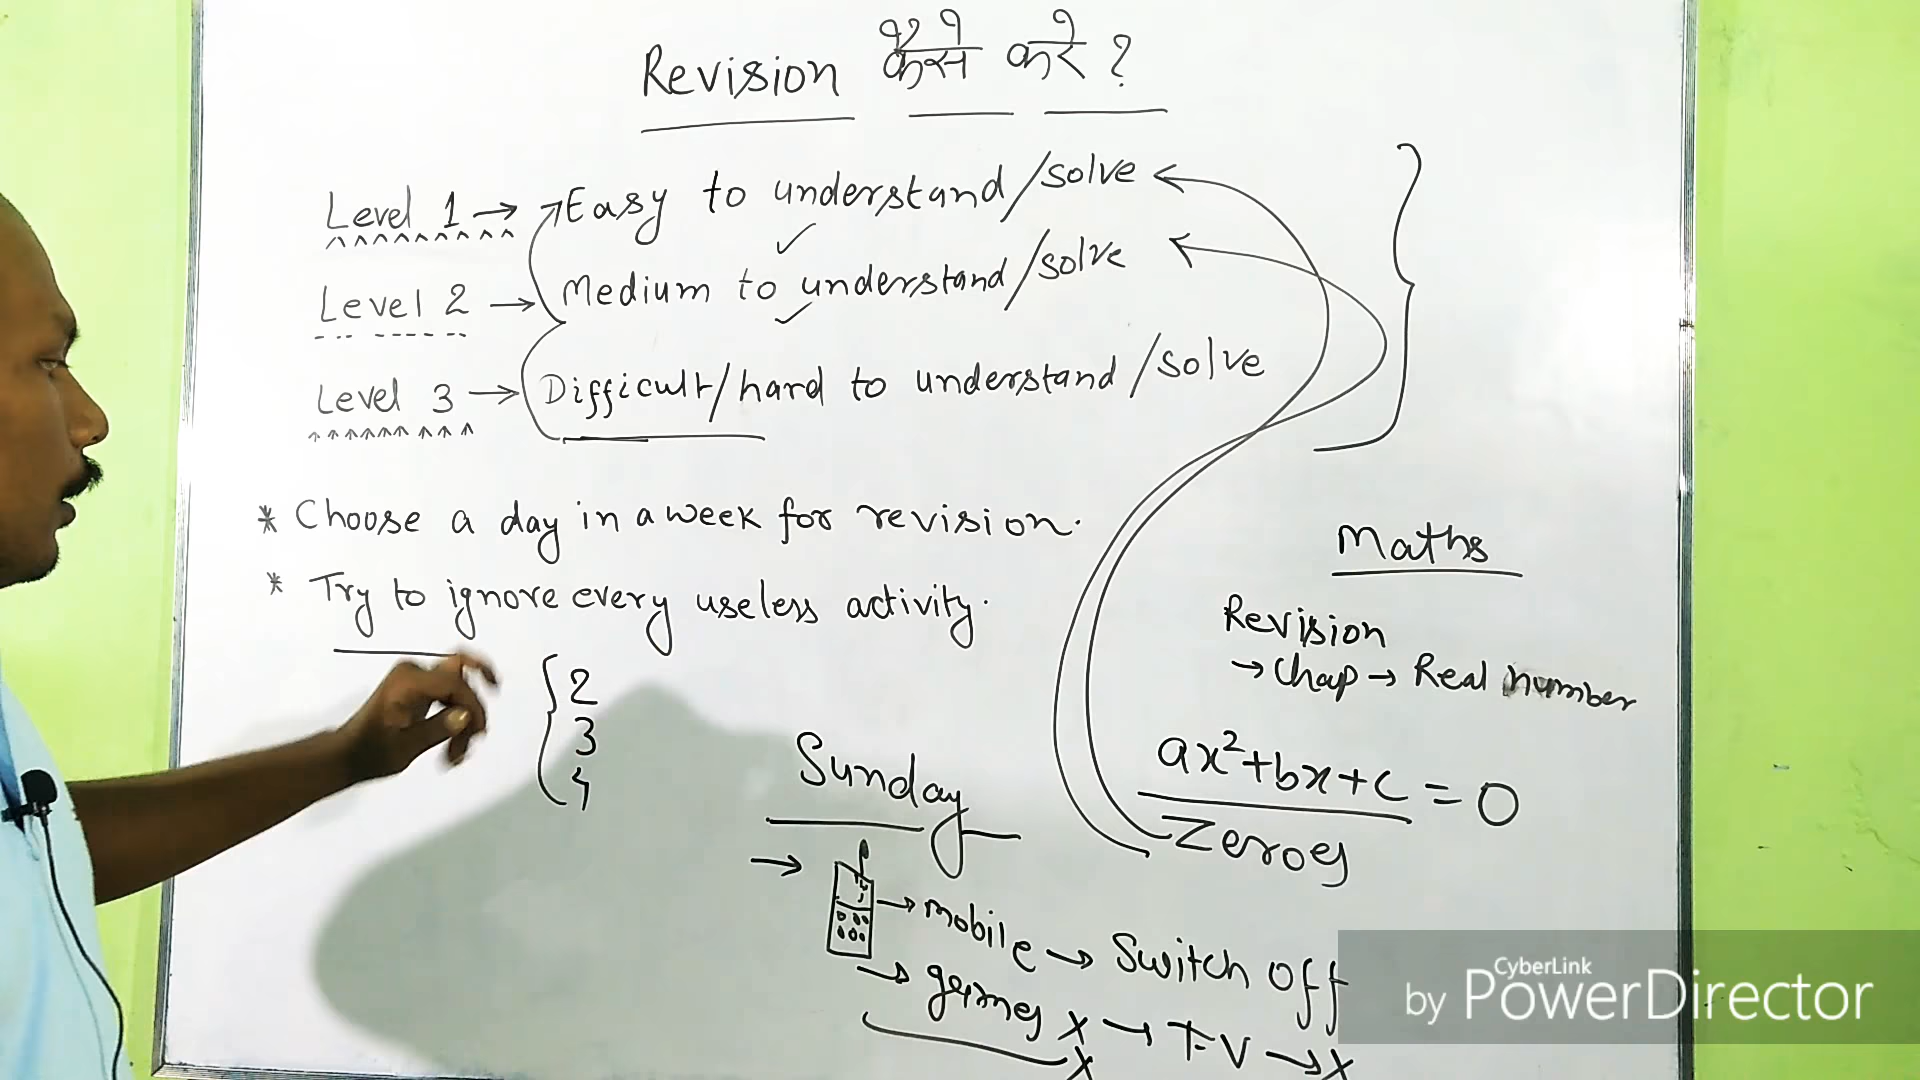 Revision कैसे करे ?
Level 1 → Easy to understand/solve
Level 2 → Medium to understand/solve
Level 3 → Difficult/hard to understand/solve
* Choose a day in a week for revision.
* Try to ignore every useless activity.
2
3
4
Sunday
→ mobile → Switch off
→ games x → T.V → x
x
Maths
Revision
→ Chap → Real number
ax²+bx+c = 0
Zeroes
CyberLink
by PowerDirector